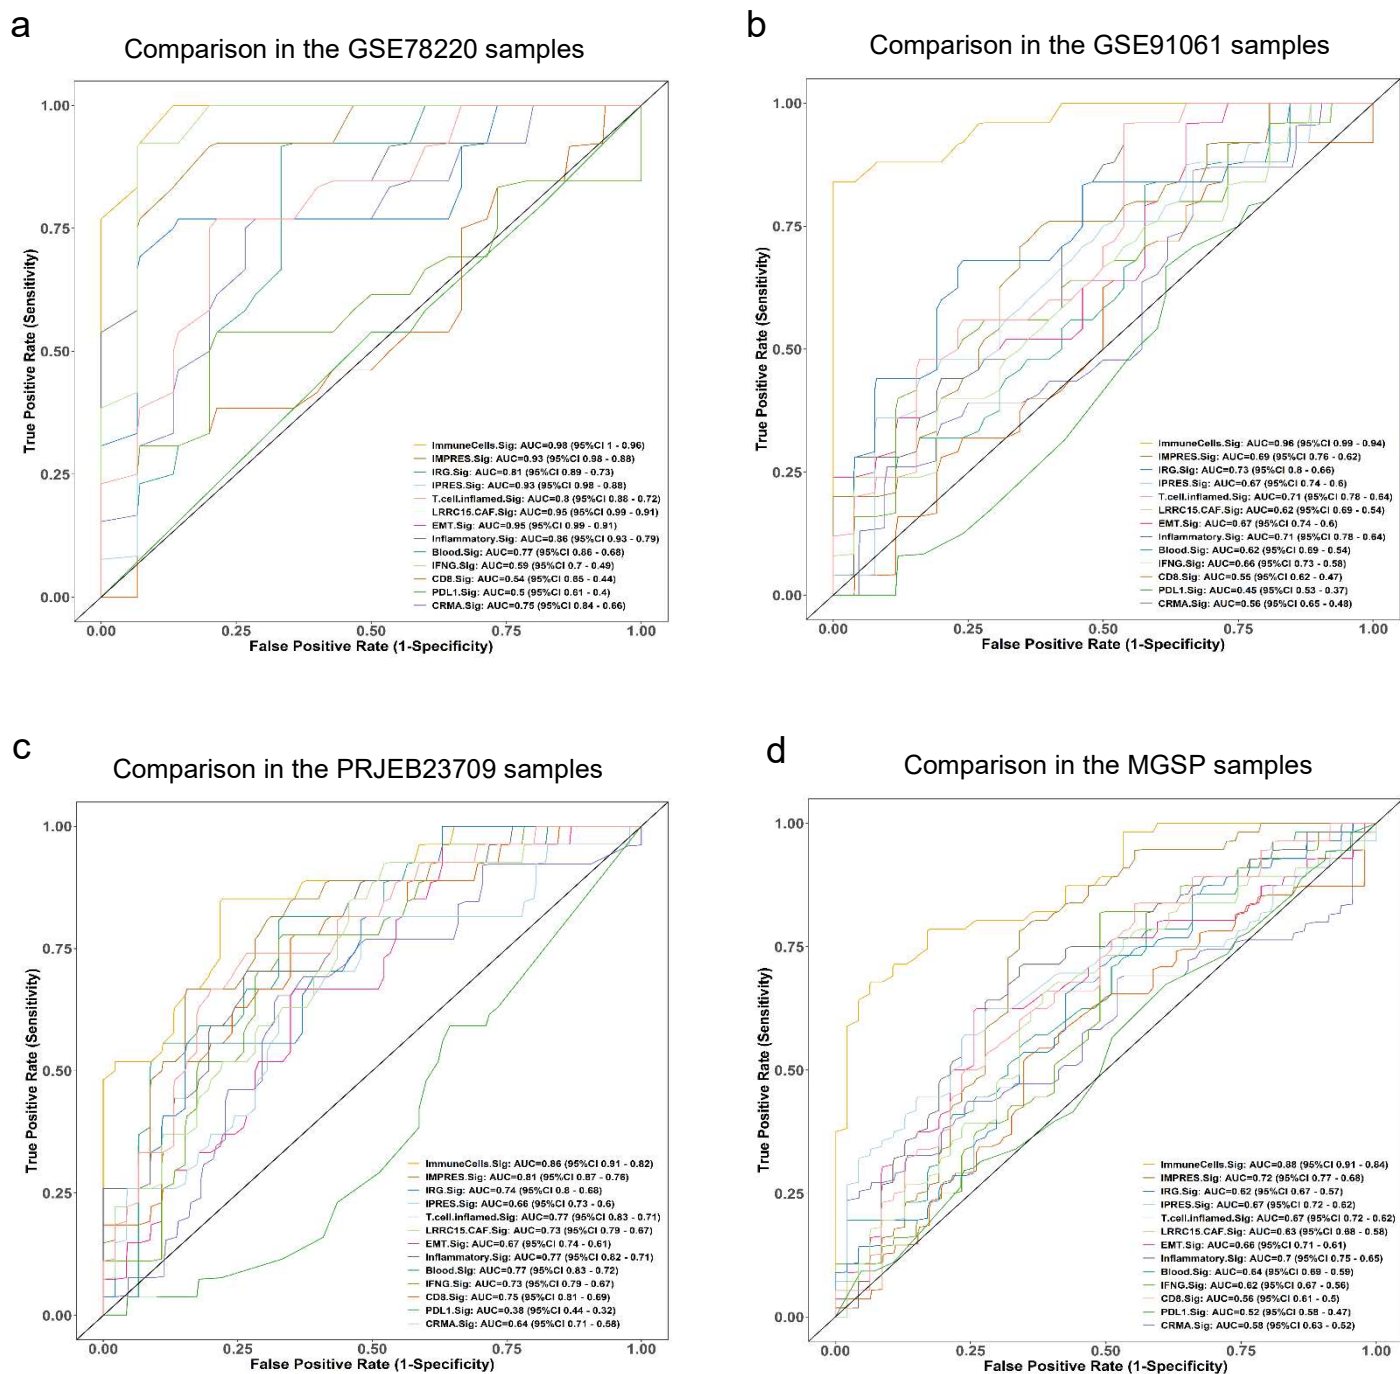 a
Comparison in the GSE78220 samples
1.00
0.75
0.50
0.25
0.00
True Positive Rate (Sensitivity)
ImmuneCells.Sig: AUC=0.98 (95%CI 1 - 0.96)
IMPRES.Sig: AUC=0.93 (95%CI 0.98 - 0.88)
IRG.Sig: AUC=0.81 (95%CI 0.89 - 0.73)
IPRES.Sig: AUC=0.93 (95%CI 0.98 - 0.88)
T.cell.inflamed.Sig: AUC=0.8 (95%CI 0.88 - 0.72)
LRRC15.CAF.Sig: AUC=0.95 (95%CI 0.99 - 0.91)
EMT.Sig: AUC=0.95 (95%CI 0.99 - 0.91)
Inflammatory.Sig: AUC=0.86 (95%CI 0.93 - 0.79)
Blood.Sig: AUC=0.77 (95%CI 0.86 - 0.68)
IFNG.Sig: AUC=0.59 (95%CI 0.7 - 0.49)
CD8.Sig: AUC=0.54 (95%CI 0.65 - 0.44)
PDL1.Sig: AUC=0.5 (95%CI 0.61 - 0.4)
CRMA.Sig: AUC=0.75 (95%CI 0.84 - 0.66)
0.00 0.25 0.50 0.75 1.00
False Positive Rate (1-Specificity)
b
Comparison in the GSE91061 samples
1.00
0.75
0.50
0.25
0.00
True Positive Rate (Sensitivity)
ImmuneCells.Sig: AUC=0.96 (95%CI 0.99 - 0.94)
IMPRES.Sig: AUC=0.69 (95%CI 0.76 - 0.62)
IRG.Sig: AUC=0.73 (95%CI 0.8 - 0.66)
IPRES.Sig: AUC=0.67 (95%CI 0.74 - 0.6)
T.cell.inflamed.Sig: AUC=0.71 (95%CI 0.78 - 0.64)
LRRC15.CAF.Sig: AUC=0.62 (95%CI 0.69 - 0.54)
EMT.Sig: AUC=0.67 (95%CI 0.74 - 0.6)
Inflammatory.Sig: AUC=0.71 (95%CI 0.78 - 0.64)
Blood.Sig: AUC=0.62 (95%CI 0.69 - 0.54)
IFNG.Sig: AUC=0.66 (95%CI 0.73 - 0.58)
CD8.Sig: AUC=0.55 (95%CI 0.62 - 0.47)
PDL1.Sig: AUC=0.45 (95%CI 0.53 - 0.37)
CRMA.Sig: AUC=0.56 (95%CI 0.65 - 0.48)
0.00 0.25 0.50 0.75 1.00
False Positive Rate (1-Specificity)
c
Comparison in the PRJEB23709 samples
1.00
0.75
0.50
0.25
0.00
True Positive Rate (Sensitivity)
ImmuneCells.Sig: AUC=0.86 (95%CI 0.91 - 0.82)
IMPRES.Sig: AUC=0.81 (95%CI 0.87 - 0.76)
IRG.Sig: AUC=0.74 (95%CI 0.8 - 0.68)
IPRES.Sig: AUC=0.66 (95%CI 0.73 - 0.6)
T.cell.inflamed.Sig: AUC=0.77 (95%CI 0.83 - 0.71)
LRRC15.CAF.Sig: AUC=0.73 (95%CI 0.79 - 0.67)
EMT.Sig: AUC=0.67 (95%CI 0.74 - 0.61)
Inflammatory.Sig: AUC=0.77 (95%CI 0.82 - 0.71)
Blood.Sig: AUC=0.77 (95%CI 0.83 - 0.72)
IFNG.Sig: AUC=0.73 (95%CI 0.79 - 0.67)
CD8.Sig: AUC=0.75 (95%CI 0.81 - 0.69)
PDL1.Sig: AUC=0.38 (95%CI 0.44 - 0.32)
CRMA.Sig: AUC=0.64 (95%CI 0.71 - 0.58)
0.00 0.25 0.50 0.75 1.00
False Positive Rate (1-Specificity)
d
Comparison in the MGSP samples
1.00
0.75
0.50
0.25
0.00
True Positive Rate (Sensitivity)
ImmuneCells.Sig: AUC=0.88 (95%CI 0.91 - 0.84)
IMPRES.Sig: AUC=0.72 (95%CI 0.77 - 0.68)
IRG.Sig: AUC=0.62 (95%CI 0.67 - 0.57)
IPRES.Sig: AUC=0.67 (95%CI 0.72 - 0.62)
T.cell.inflamed.Sig: AUC=0.67 (95%CI 0.72 - 0.62)
LRRC15.CAF.Sig: AUC=0.63 (95%CI 0.68 - 0.58)
EMT.Sig: AUC=0.66 (95%CI 0.71 - 0.61)
Inflammatory.Sig: AUC=0.7 (95%CI 0.75 - 0.65)
Blood.Sig: AUC=0.64 (95%CI 0.69 - 0.59)
IFNG.Sig: AUC=0.62 (95%CI 0.67 - 0.56)
CD8.Sig: AUC=0.56 (95%CI 0.61 - 0.5)
PDL1.Sig: AUC=0.52 (95%CI 0.58 - 0.47)
CRMA.Sig: AUC=0.58 (95%CI 0.63 - 0.52)
0.00 0.25 0.50 0.75 1.00
False Positive Rate (1-Specificity)